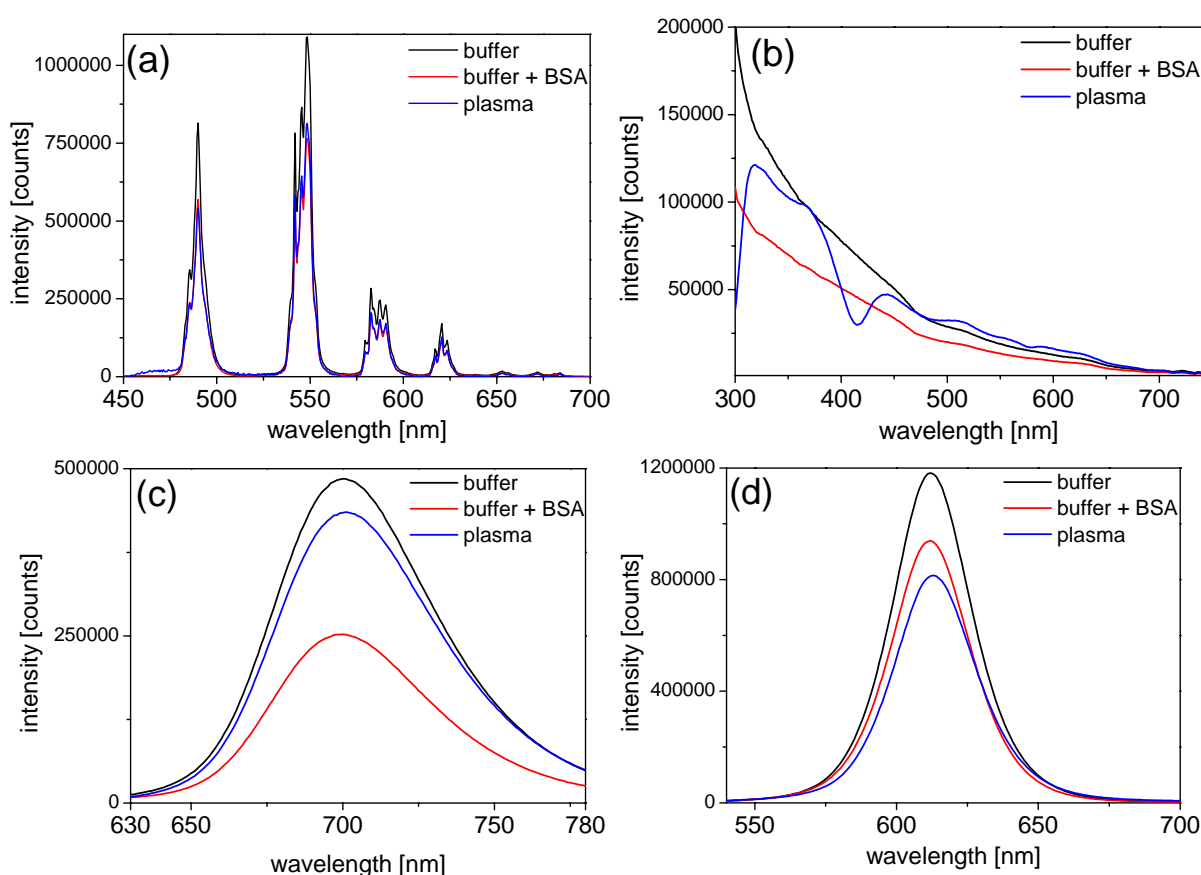 (a)
buffer
buffer + BSA
plasma
intensity [counts]
1000000
750000
500000
250000
0
450 500 550 600 650 700
wavelength [nm]
(b)
buffer
buffer + BSA
plasma
intensity [counts]
200000
150000
100000
50000
300 400 500 600 700
wavelength [nm]
(c)
buffer
buffer + BSA
plasma
intensity [counts]
500000
250000
0
630 650 700 750 780
wavelength [nm]
(d)
buffer
buffer + BSA
plasma
intensity [counts]
1200000
800000
400000
0
550 600 650 700
wavelength [nm]